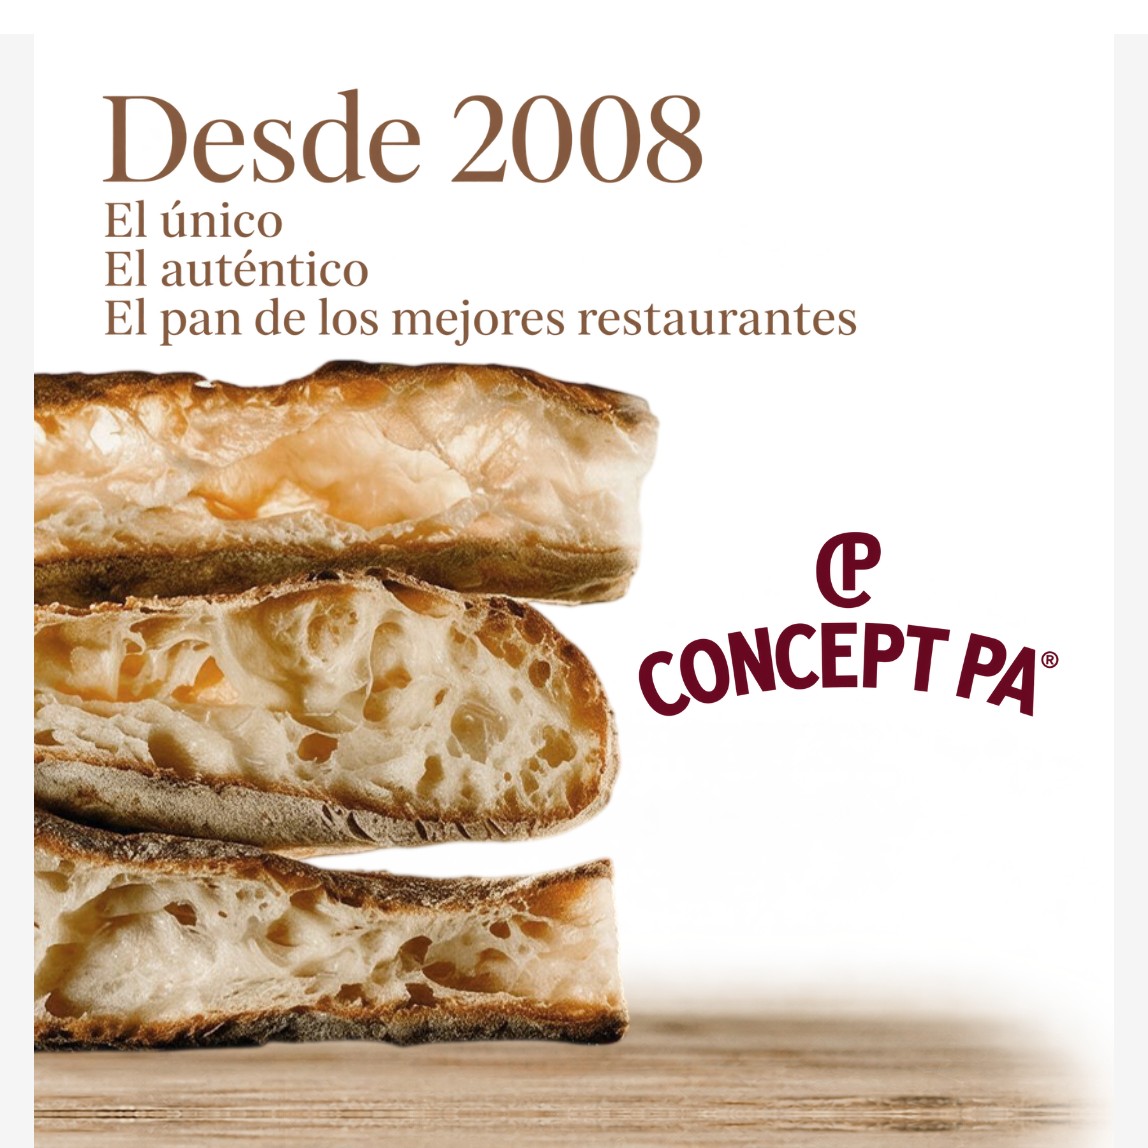 Desde 2008
El único
El auténtico
El pan de los mejores restaurantes
CP
CONCEPT PA®